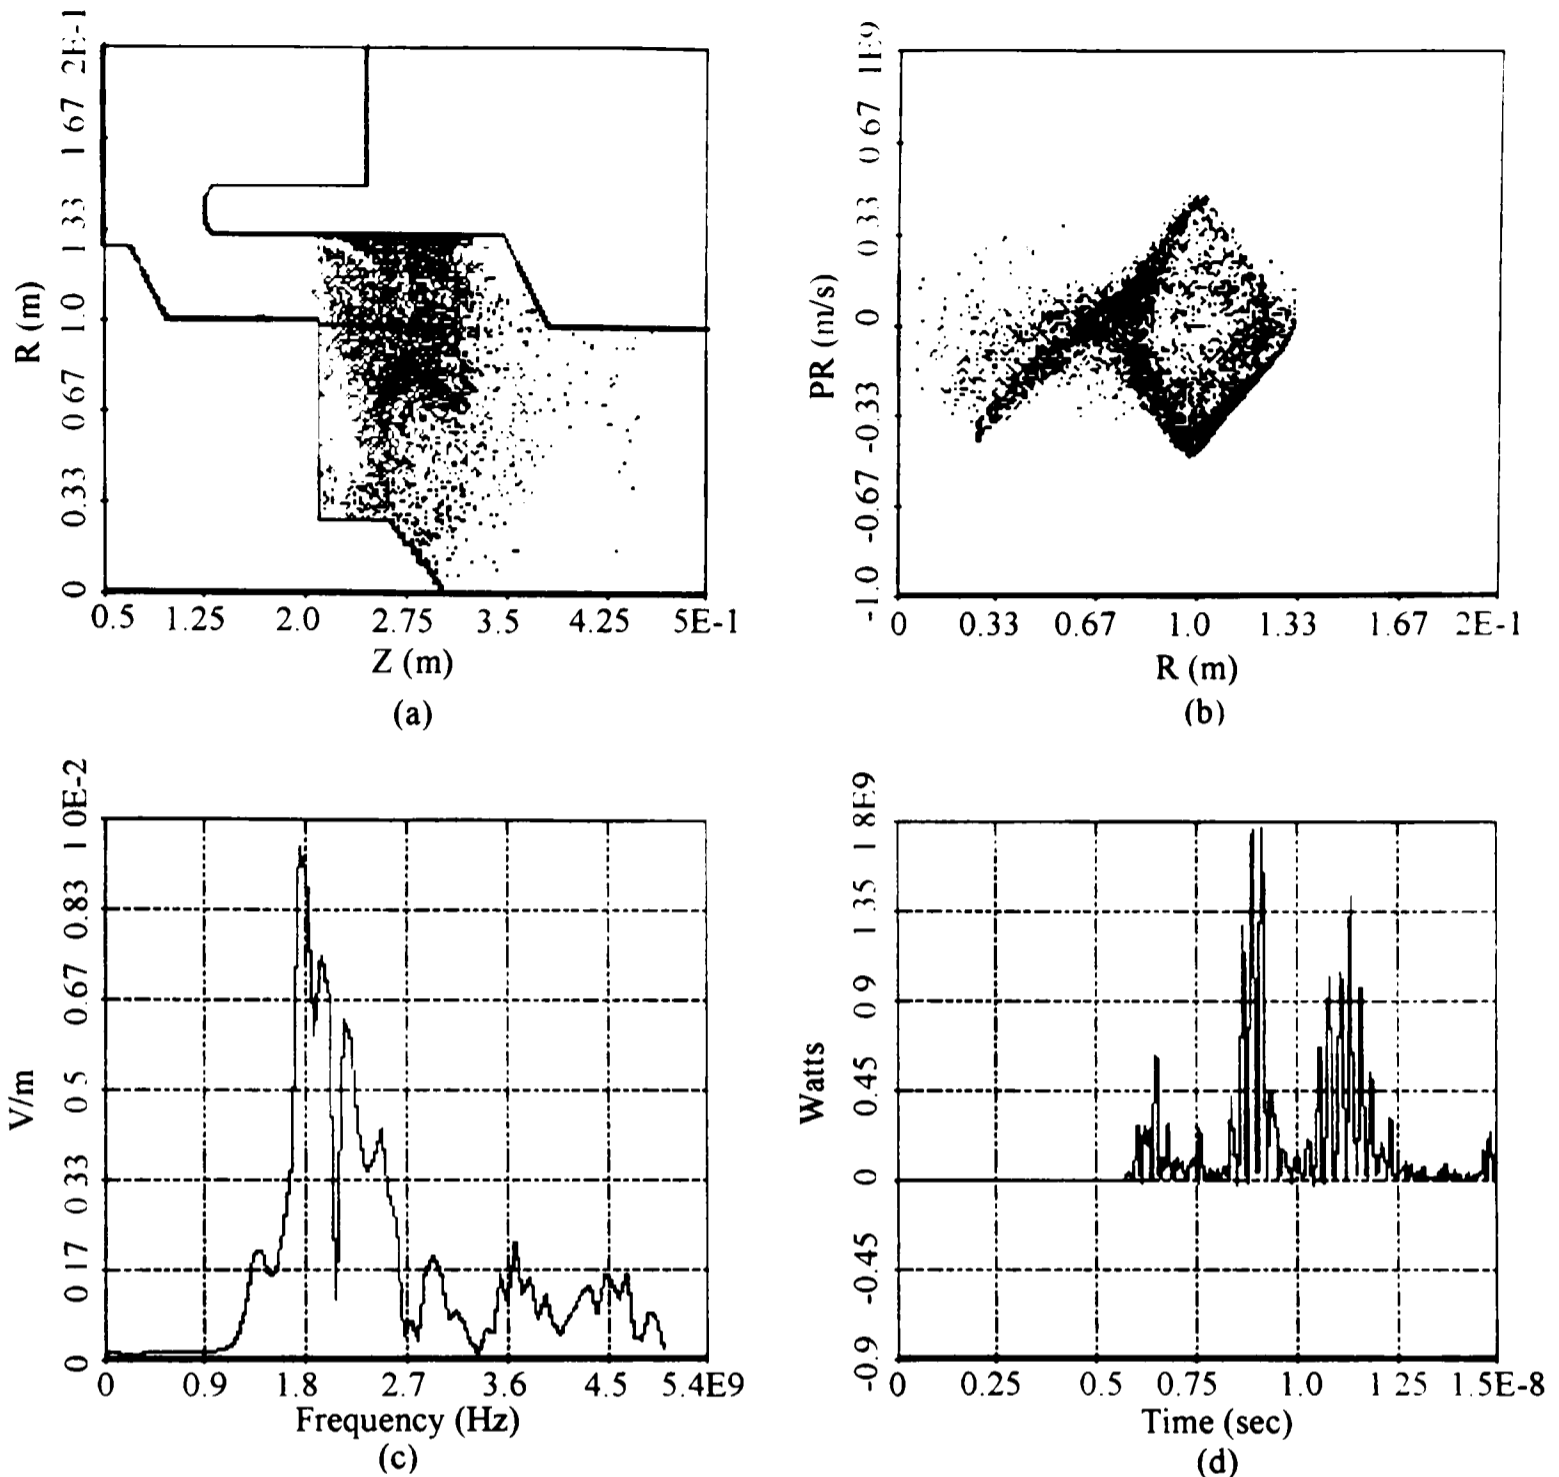 2E-1
1 67
1 33
1.0
0 67
0.33
0
R (m)
0.5 1.25 2.0 2.75 3.5 4.25 5E-1
Z (m)
(a)
1E9
0 67
0 33
0
-0.33
-0.67
-1.0
PR (m/s)
0 0.33 0.67 1.0 1.33 1.67 2E-1
R (m)
(b)
1 0E-2
0.83
0.67
0.5
0.33
0 17
0
V/m
0 0.9 1.8 2.7 3.6 4.5 5.4E9
Frequency (Hz)
(c)
1 8E9
1 35
0 9
0.45
0
-0.45
-0.9
Watts
0 0.25 0.5 0.75 1.0 1 25 1.5E-8
Time (sec)
(d)